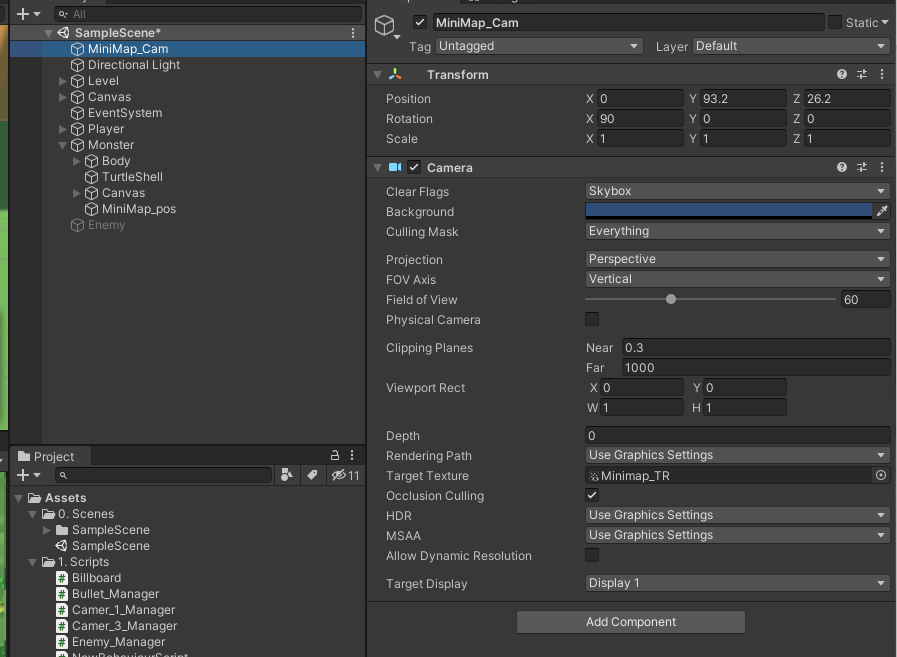 All
SampleScene*
MiniMap_Cam
Directional Light
Level
Canvas
EventSystem
Player
Monster
Body
TurtleShell
Canvas
MiniMap_pos
Enemy
Project
11
Assets
0. Scenes
SampleScene
SampleScene
1. Scripts
Billboard
Bullet_Manager
Camer_1_Manager
Camer_3_Manager
Enemy_Manager
NewBehaviourScript
MiniMap_Cam
Static
Tag Untagged Layer Default
Transform
Position X 0 Y 93.2 Z 26.2
Rotation X 90 Y 0 Z 0
Scale X 1 Y 1 Z 1
Camera
Clear Flags Skybox
Background
Culling Mask Everything
Projection Perspective
FOV Axis Vertical
Field of View 60
Physical Camera
Clipping Planes Near 0.3
Far 1000
Viewport Rect X 0 Y 0
W 1 H 1
Depth 0
Rendering Path Use Graphics Settings
Target Texture Minimap_TR
Occlusion Culling
HDR Use Graphics Settings
MSAA Use Graphics Settings
Allow Dynamic Resolution
Target Display Display 1
Add Component